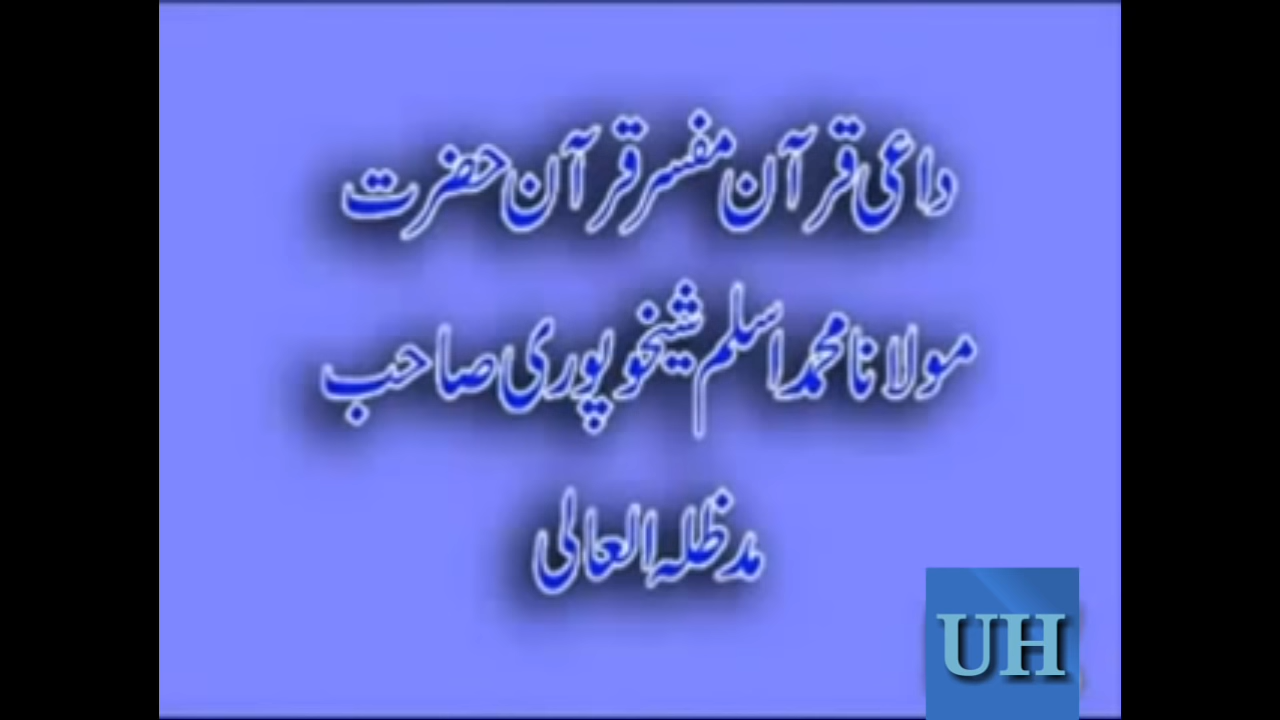 داعی قرآن مفسر قرآن حضرت
مولانا محمد اسلم شیخوپوری صاحب
مدظلہ العالی
UH